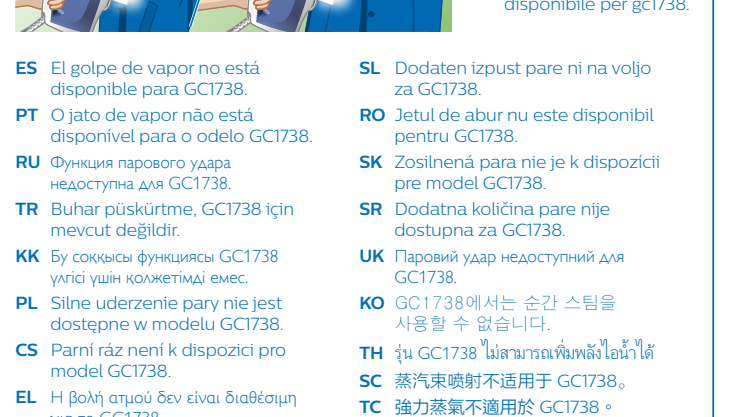 disponibile per gc1738.
ES El golpe de vapor no está
disponible para GC1738.
PT O jato de vapor não está
disponível para o odelo GC1738.
RU Функция парового удара
недоступна для GC1738.
TR Buhar püskürtme, GC1738 için
mevcut değildir.
KK Бу соққысы функциясы GC1738
үлгісі үшін қолжетімді емес.
PL Silne uderzenie pary nie jest
dostępne w modelu GC1738.
CS Parní ráz není k dispozici pro
model GC1738.
EL Η βολή ατμού δεν είναι διαθέσιμη
για το GC1738
SL Dodaten izpust pare ni na voljo
za GC1738.
RO Jetul de abur nu este disponibil
pentru GC1738.
SK Zosilnená para nie je k dispozícii
pre model GC1738.
SR Dodatna količina pare nije
dostupna za GC1738.
UK Паровий удар недоступний для
GC1738.
KO GC1738에서는 순간 스팀을
사용할 수 없습니다.
TH รุ่น GC1738 ไม่สามารถเพิ่มพลังไอน้ำได้
SC 蒸汽束喷射不适用于 GC1738。
TC 強力蒸氣不適用於 GC1738。